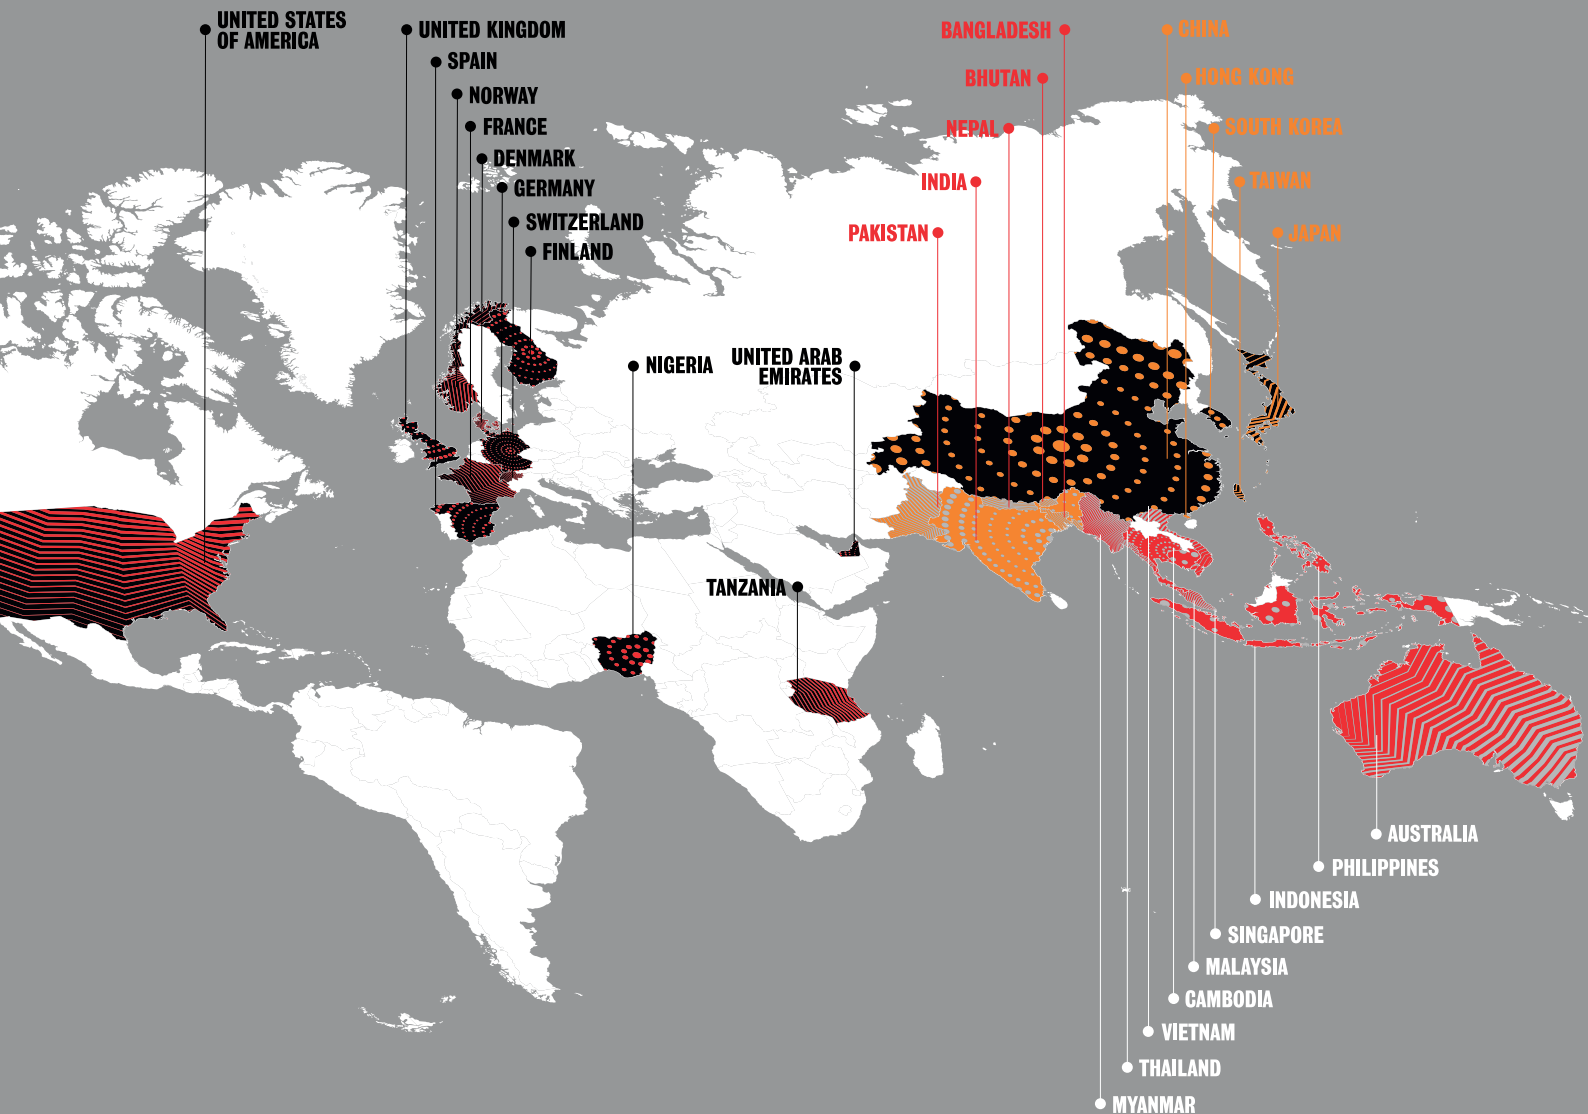 UNITED STATES
OF AMERICA
UNITED KINGDOM
SPAIN
NORWAY
FRANCE
DENMARK
GERMANY
SWITZERLAND
FINLAND
NIGERIA
UNITED ARAB
EMIRATES
TANZANIA
BANGLADESH
BHUTAN
NEPAL
INDIA
PAKISTAN
CHINA
HONG KONG
SOUTH KOREA
TAIWAN
JAPAN
AUSTRALIA
PHILIPPINES
INDONESIA
SINGAPORE
MALAYSIA
CAMBODIA
VIETNAM
THAILAND
MYANMAR